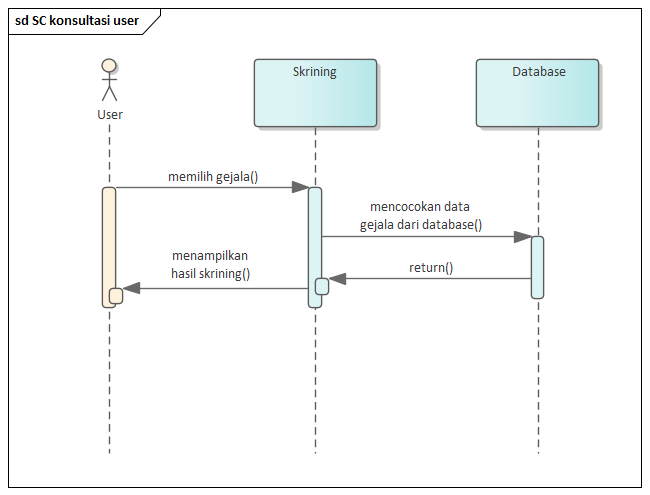 sd SC konsultasi user
Skrining
Database
User
memilih gejala()
mencocokan data
gejala dari database()
menampilkan
hasil skrining()
return()